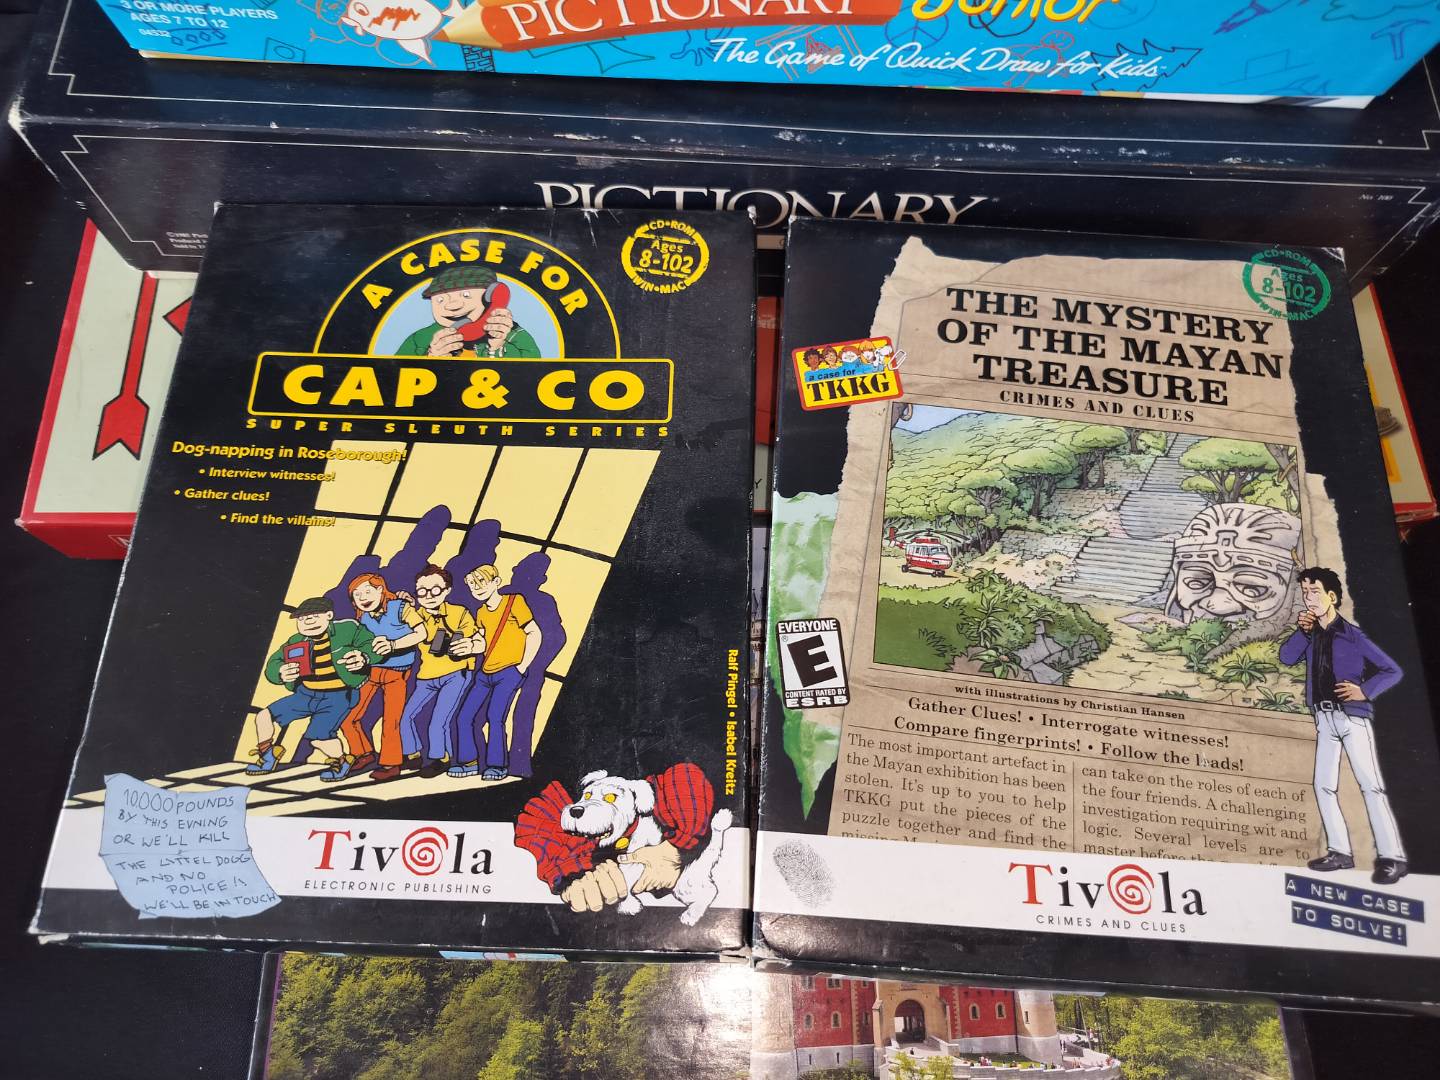 3 OR MORE PLAYERS
AGES 7 TO 12
PICTIONARY Junior
The Game of Quick Draw for Kids
PICTIONARY
A CASE FOR
CAP & CO
SUPER SLEUTH SERIES
CD-ROM
Ages
8-102
WIN•MAC
Dog-napping in Roseborough!
• Interview witnesses!
• Gather clues!
• Find the villains!
Ralf Pingel • Isabel Kreitz
10,000 POUNDS
BY THIS EVNING
OR WE'LL KILL
THE LITTEL DOGG
AND NO
POLICE!!
WE'LL BE IN TOUCH
Tivola
ELECTRONIC PUBLISHING
CD-ROM
Ages
8-102
WIN-MAC
THE MYSTERY
OF THE MAYAN
TREASURE
CRIMES AND CLUES
a case for
TKKG
EVERYONE
E
CONTENT RATED BY
ESRB
with illustrations by Christian Hansen
Gather Clues! • Interrogate witnesses!
Compare fingerprints! • Follow the leads!
The most important artefact in
the Mayan exhibition has been
stolen. It's up to you to help
TKKG put the pieces of the
puzzle together and find the
can take on the roles of each of
the four friends. A challenging
investigation requiring wit and
logic. Several levels are to
master before the
Tivola
CRIMES AND CLUES
A NEW CASE
TO SOLVE!